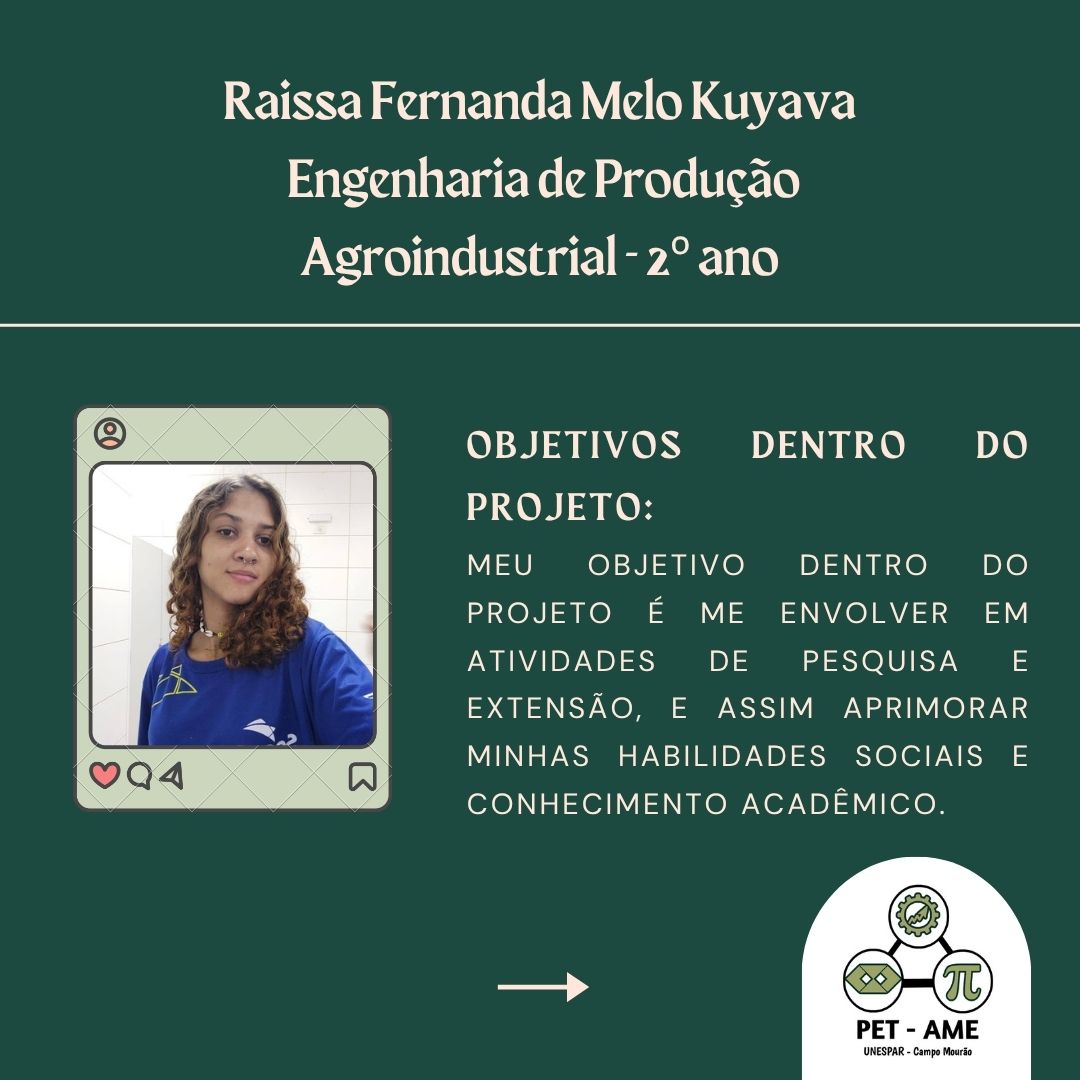 Raissa Fernanda Melo Kuyava
Engenharia de Produção
Agroindustrial - 2º ano
OBJETIVOS DENTRO DO
PROJETO:
MEU OBJETIVO DENTRO DO
PROJETO É ME ENVOLVER EM
ATIVIDADES DE PESQUISA E
EXTENSÃO, E ASSIM APRIMORAR
MINHAS HABILIDADES SOCIAIS E
CONHECIMENTO ACADÊMICO.
π
PET - AME
UNESPAR - Campo Mourão